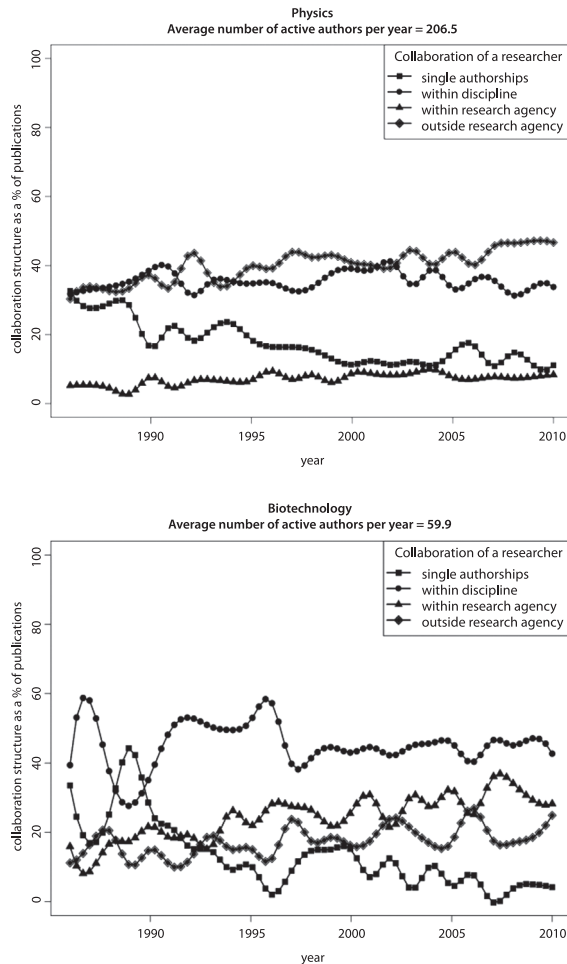 Physics
Average number of active authors per year = 206.5
100
80
60
40
20
0
collaboration structure as a % of publications
Collaboration of a researcher
single authorships
within discipline
within research agency
outside research agency
1990
1995
2000
2005
2010
year
Biotechnology
Average number of active authors per year = 59.9
100
80
60
40
20
0
collaboration structure as a % of publications
Collaboration of a researcher
single authorships
within discipline
within research agency
outside research agency
1990
1995
2000
2005
2010
year